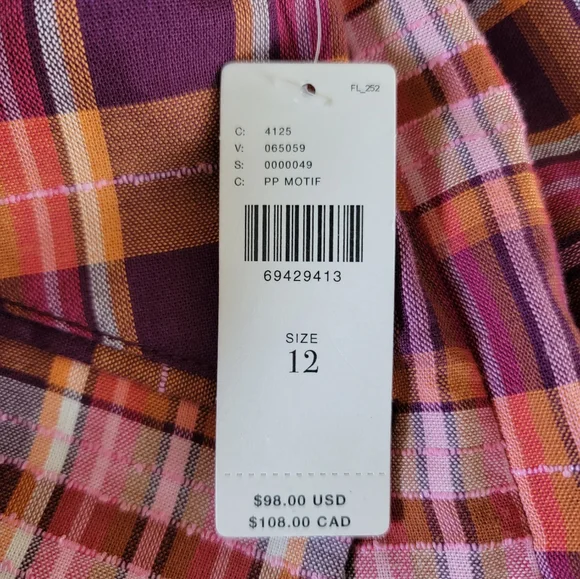 FL_252
C: 4125
V: 065059
S: 0000049
C: PP MOTIF
69429413
SIZE
12
$98.00 USD
$108.00 CAD